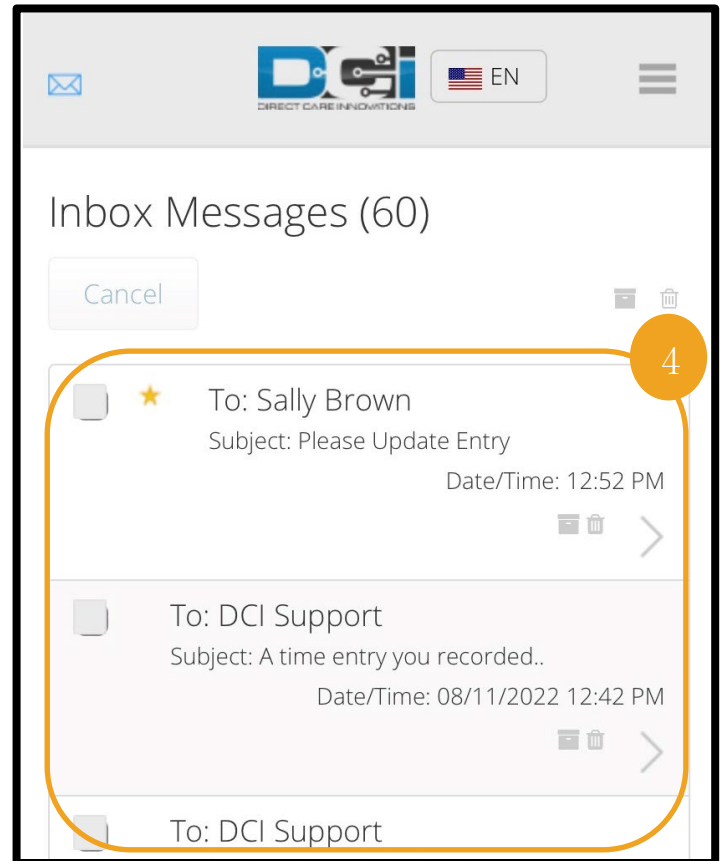 DCI
DIRECT CARE INNOVATIONS
EN
Inbox Messages (60)
Cancel
4
To: Sally Brown
Subject: Please Update Entry
Date/Time: 12:52 PM
To: DCI Support
Subject: A time entry you recorded..
Date/Time: 08/11/2022 12:42 PM
To: DCI Support